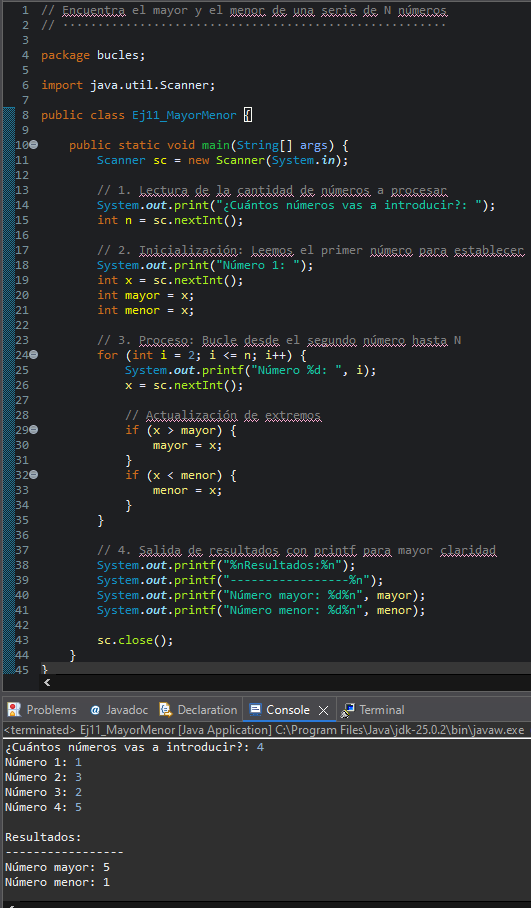 1 // Encuentra el mayor y el menor de una serie de N números
2 // ·······················································
3
4 package bucles;
5
6 import java.util.Scanner;
7
8 public class Ej11_MayorMenor {
9
10 public static void main(String[] args) {
11 Scanner sc = new Scanner(System.in);
12
13 // 1. Lectura de la cantidad de números a procesar
14 System.out.print("¿Cuántos números vas a introducir?: ");
15 int n = sc.nextInt();
16
17 // 2. Inicialización: Leemos el primer número para establecer
18 System.out.print("Número 1: ");
19 int x = sc.nextInt();
20 int mayor = x;
21 int menor = x;
22
23 // 3. Proceso: Bucle desde el segundo número hasta N
24 for (int i = 2; i <= n; i++) {
25 System.out.printf("Número %d: ", i);
26 x = sc.nextInt();
27
28 // Actualización de extremos
29 if (x > mayor) {
30 mayor = x;
31 }
32 if (x < menor) {
33 menor = x;
34 }
35 }
36
37 // 4. Salida de resultados con printf para mayor claridad
38 System.out.printf("%nResultados:%n");
39 System.out.printf("-----------------%n");
40 System.out.printf("Número mayor: %d%n", mayor);
41 System.out.printf("Número menor: %d%n", menor);
42
43 sc.close();
44 }
45 }
Problems Javadoc Declaration Console Terminal
<terminated> Ej11_MayorMenor [Java Application] C:\Program Files\Java\jdk-25.0.2\bin\javaw.exe
¿Cuántos números vas a introducir?: 4
Número 1: 1
Número 2: 3
Número 3: 2
Número 4: 5

Resultados:
-----------------
Número mayor: 5
Número menor: 1